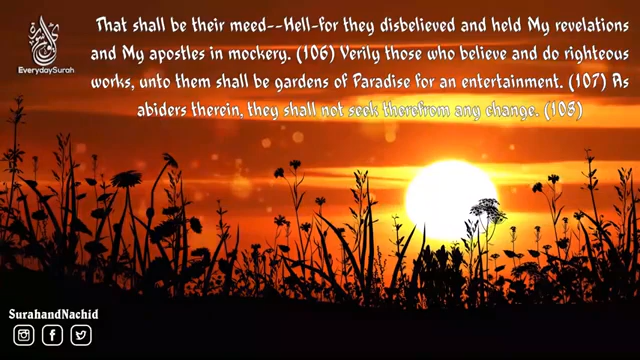 That shall be their meed--Hell-for they disbelieved and held My revelations
and My apostles in mockery. (106) Verily those who believe and do righteous
works, unto them shall be gardens of Paradise for an entertainment. (107) As
abiders therein, they shall not seek therefrom any change. (108)
EverydaySurah
SurahandNachid